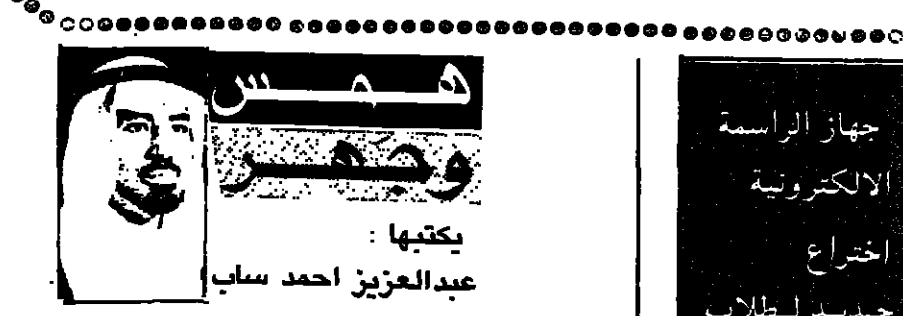 جهاز الراسمة
الالكترونية
اختراع
جديد لطلاب
همس
وجهر
يكتبها :
عبدالعزيز احمد ساب